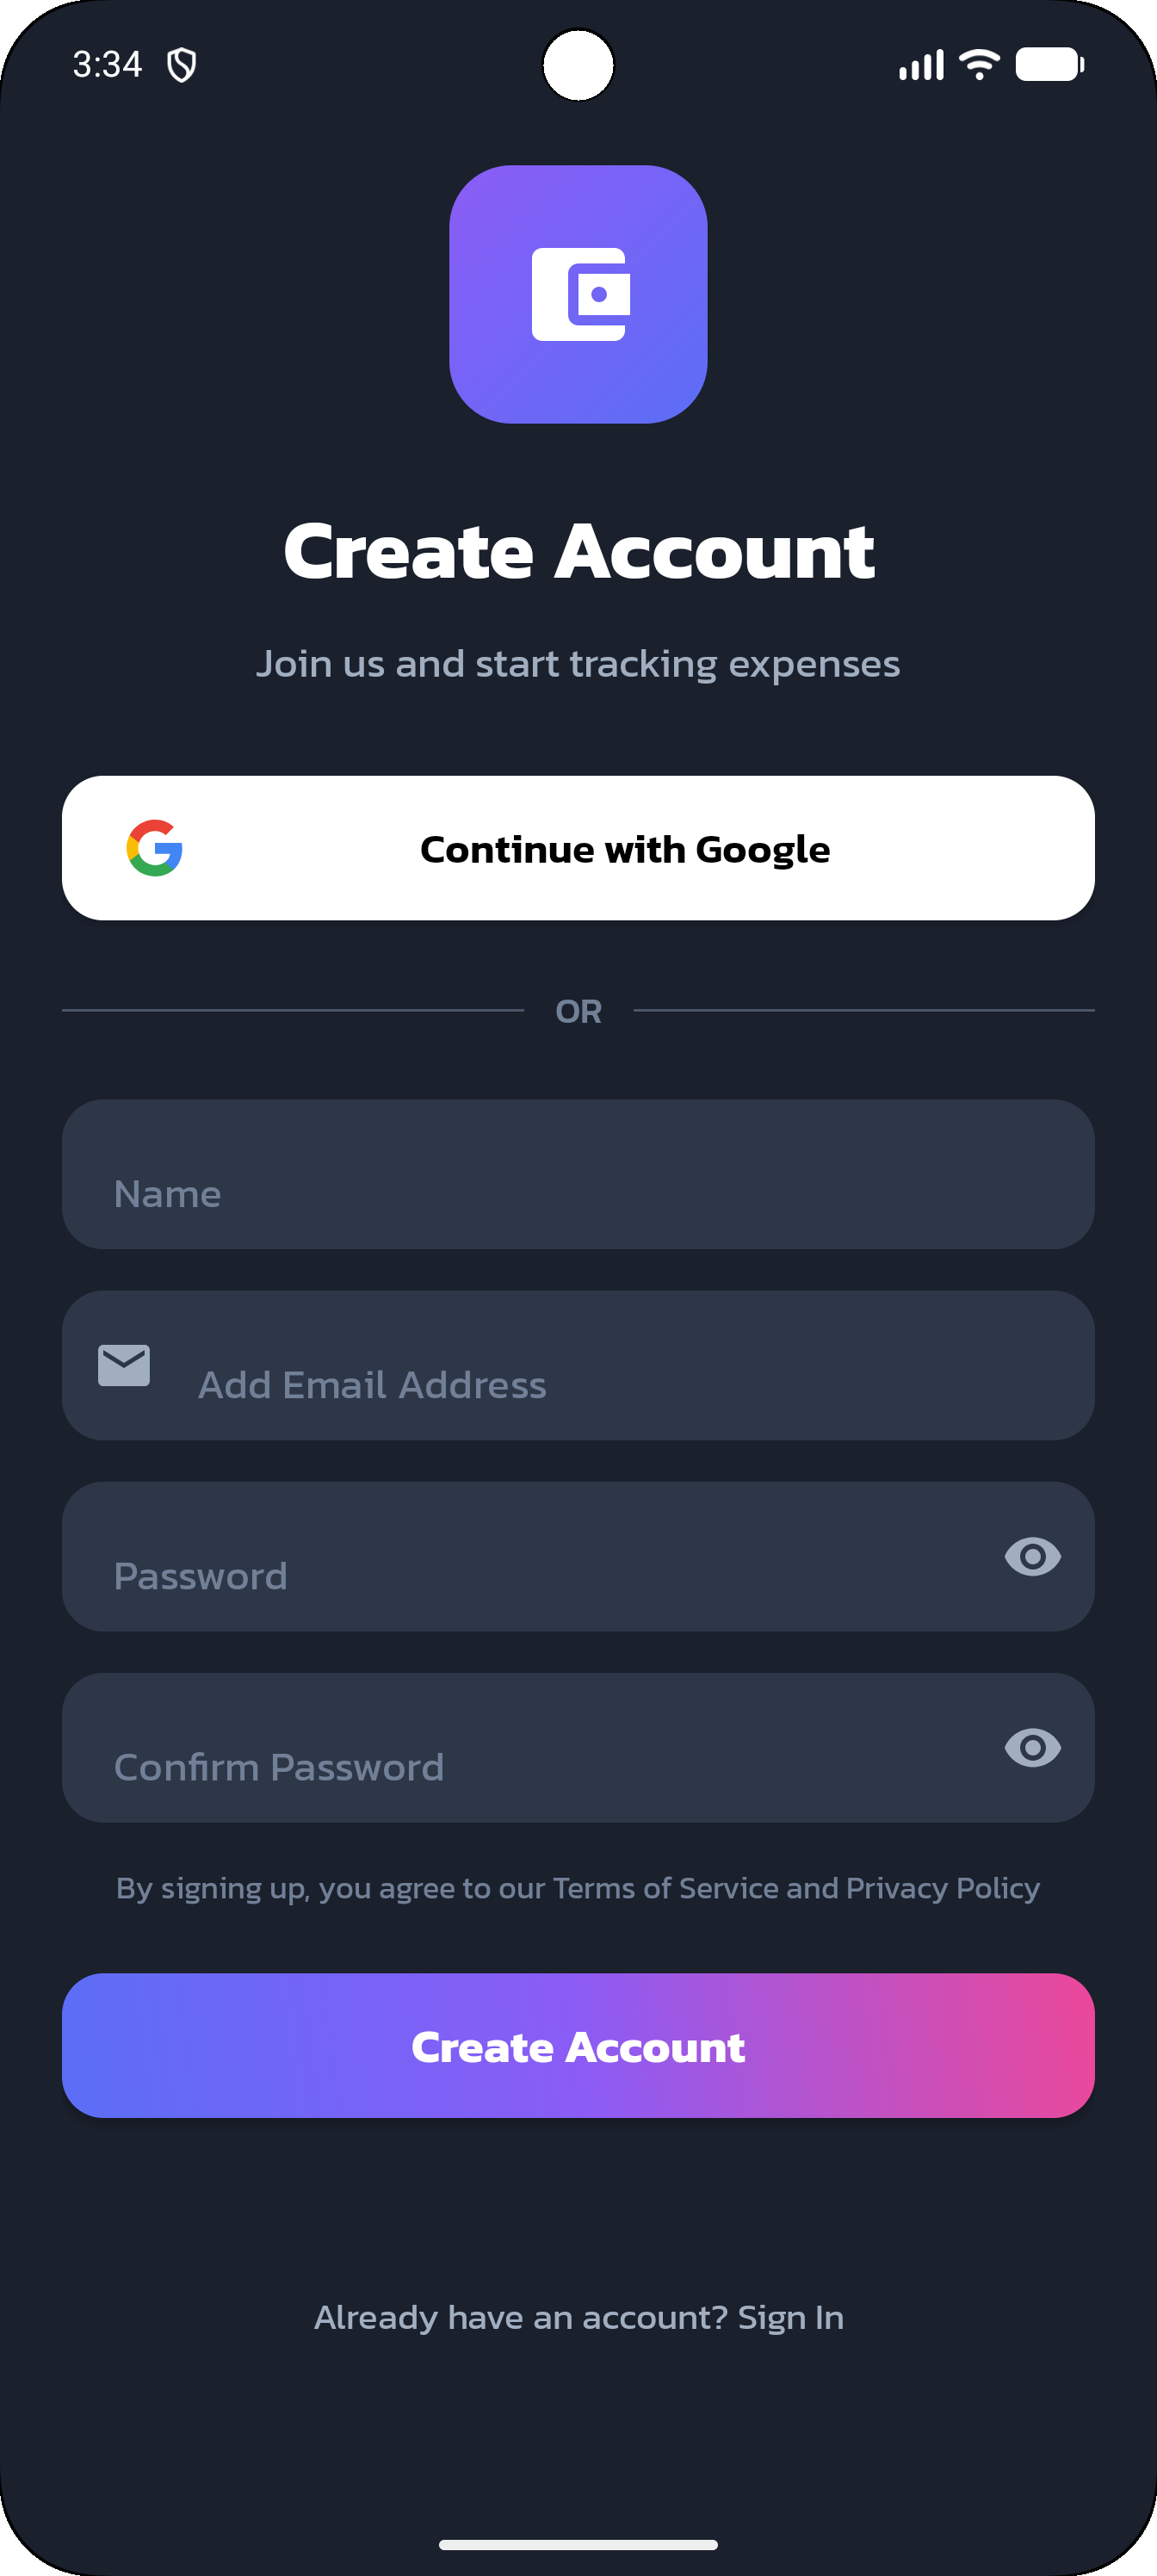 3:34
Create Account
Join us and start tracking expenses
Continue with Google
OR
Name
Add Email Address
Password
Confirm Password
By signing up, you agree to our Terms of Service and Privacy Policy
Create Account
Already have an account? Sign In